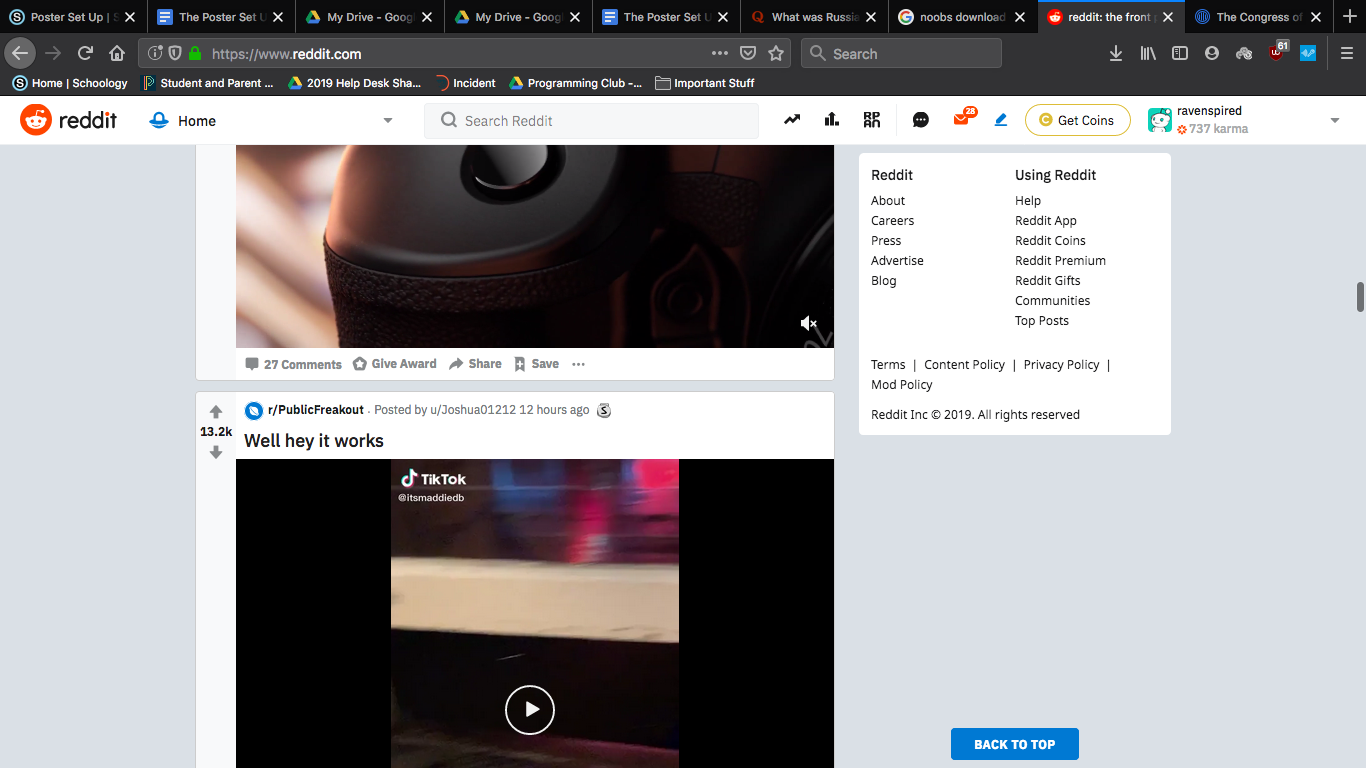 Poster Set Up | S
The Poster Set U
My Drive - Goog
My Drive - Goog
The Poster Set U
What was Russia
noobs download
reddit: the front p
The Congress of
https://www.reddit.com
Search
61
Home | Schoology
Student and Parent ...
2019 Help Desk Sha...
Incident
Programming Club -...
Important Stuff
reddit
Home
Search Reddit
28
Get Coins
ravenspired
737 karma
27 Comments
Give Award
Share
Save
r/PublicFreakout . Posted by u/Joshua01212 12 hours ago
13.2k
Well hey it works
TikTok
@itsmaddiedb
Reddit
About
Careers
Press
Advertise
Blog
Using Reddit
Help
Reddit App
Reddit Coins
Reddit Premium
Reddit Gifts
Communities
Top Posts
Terms | Content Policy | Privacy Policy |
Mod Policy
Reddit Inc © 2019. All rights reserved
BACK TO TOP